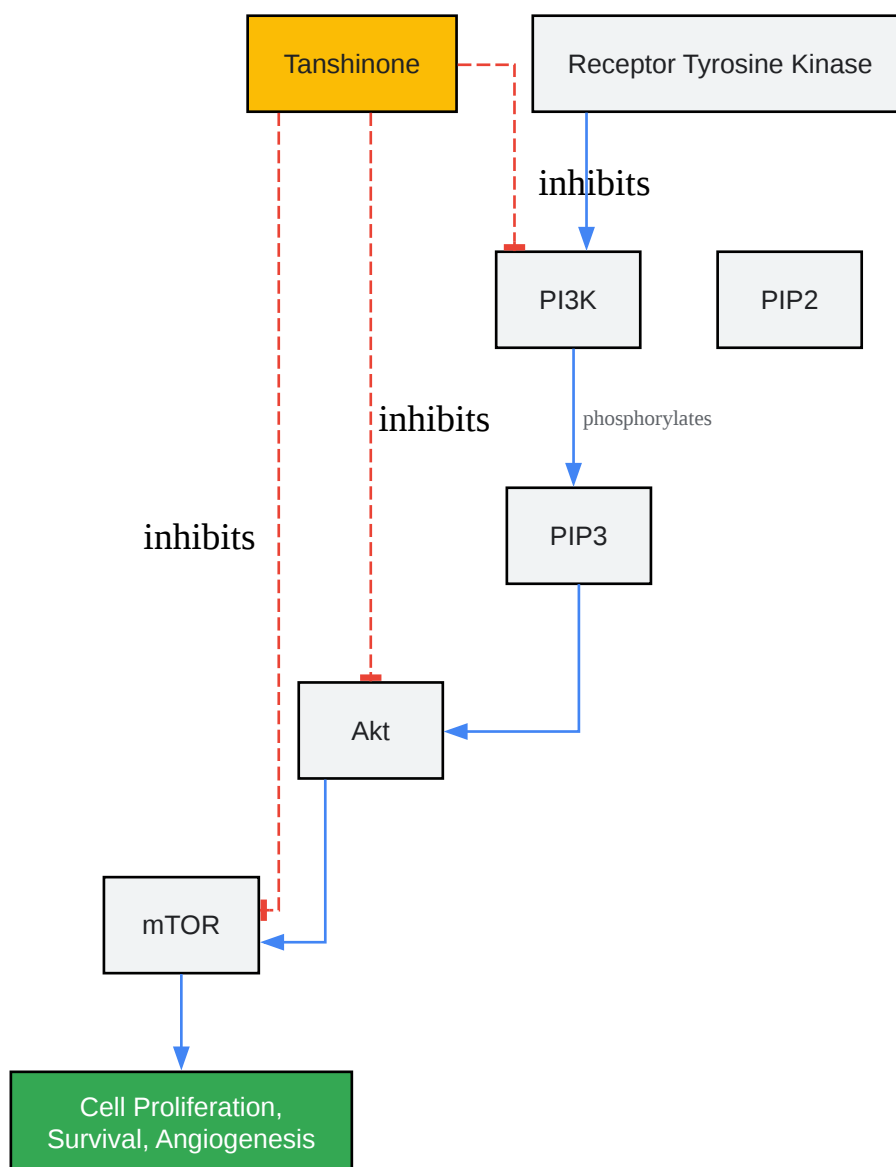 Tanshinone
Receptor Tyrosine Kinase
inhibits
PI3K
PIP2
inhibits
phosphorylates
inhibits
PIP3
Akt
mTOR
Cell Proliferation,
Survival, Angiogenesis